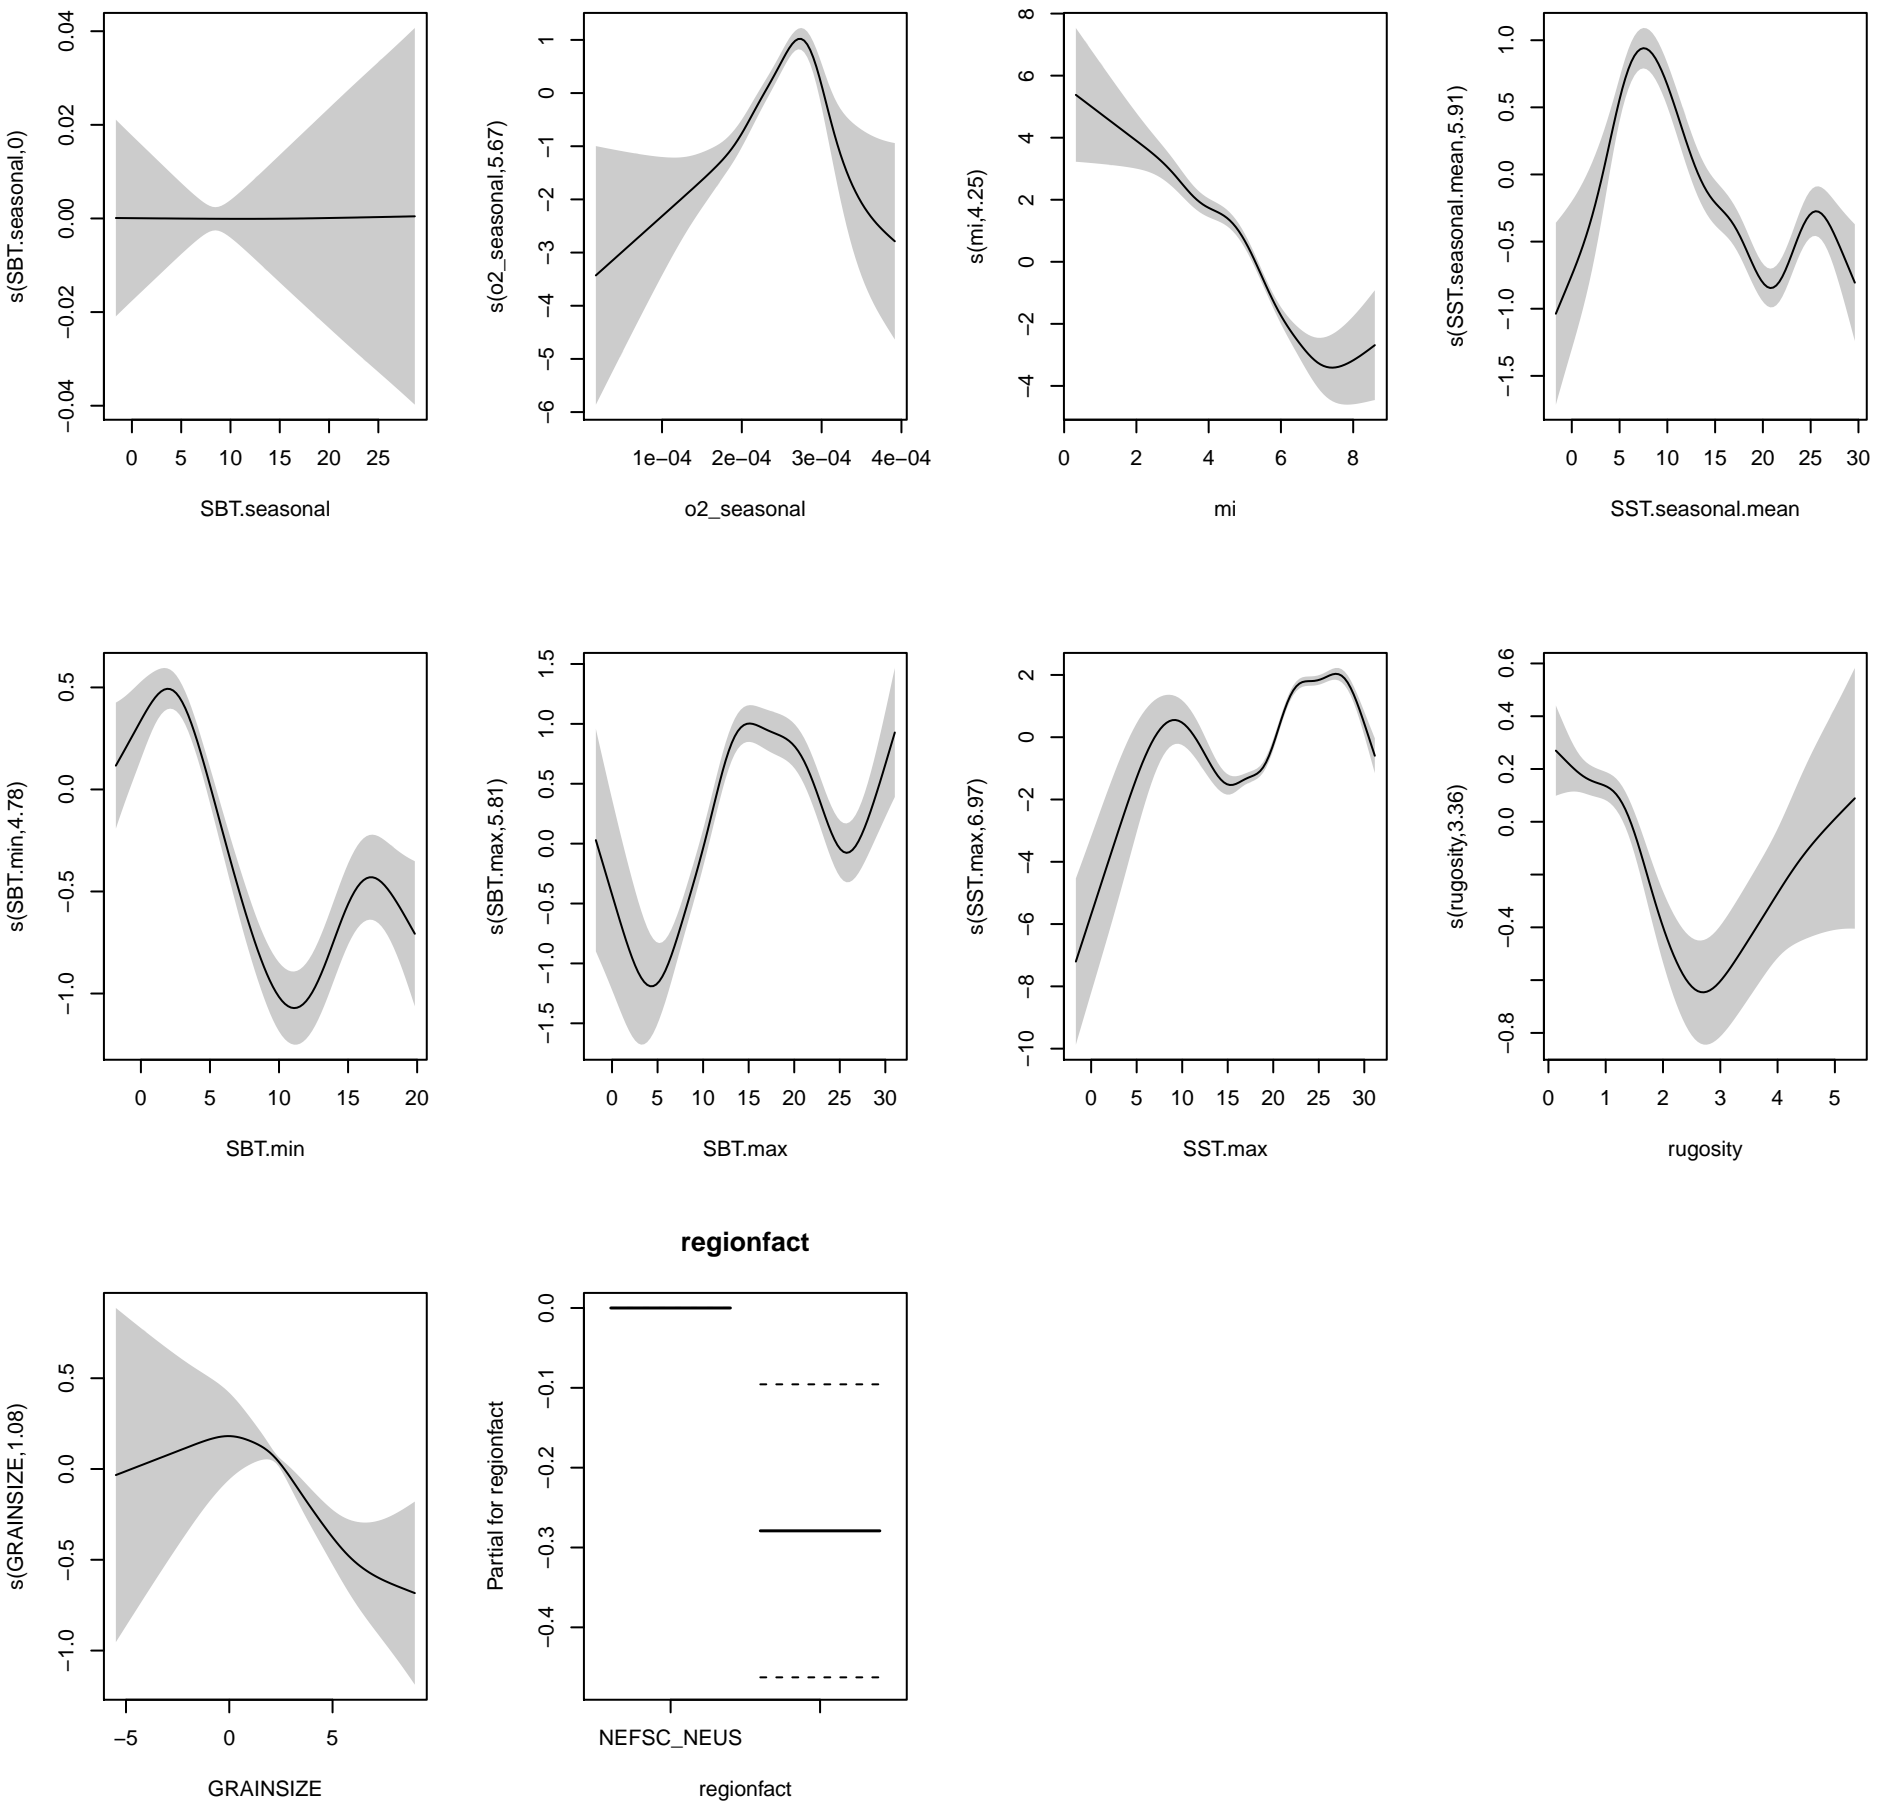 s(SBT.seasonal,0)
−0.04 −0.02 0.00 0.02 0.04
0 5 10 15 20 25
SBT.seasonal
s(o2_seasonal,5.67)
−6 −5 −4 −3 −2 −1 0 1
1e−04 2e−04 3e−04 4e−04
o2_seasonal
s(mi,4.25)
−4 −2 0 2 4 6 8
0 2 4 6 8
mi
s(SST.seasonal.mean,5.91)
−1.5 −1.0 −0.5 0.0 0.5 1.0
0 5 10 15 20 25 30
SST.seasonal.mean
s(SBT.min,4.78)
−1.0 −0.5 0.0 0.5
0 5 10 15 20
SBT.min
s(SBT.max,5.81)
−1.5 −1.0 −0.5 0.0 0.5 1.0 1.5
0 5 10 15 20 25 30
SBT.max
s(SST.max,6.97)
−10 −8 −6 −4 −2 0 2
0 5 10 15 20 25 30
SST.max
s(rugosity,3.36)
−0.8 −0.4 0.0 0.2 0.4 0.6
0 1 2 3 4 5
rugosity
s(GRAINSIZE,1.08)
−1.0 −0.5 0.0 0.5
−5 0 5
GRAINSIZE
regionfact
Partial for regionfact
−0.4 −0.3 −0.2 −0.1 0.0
NEFSC_NEUS
regionfact